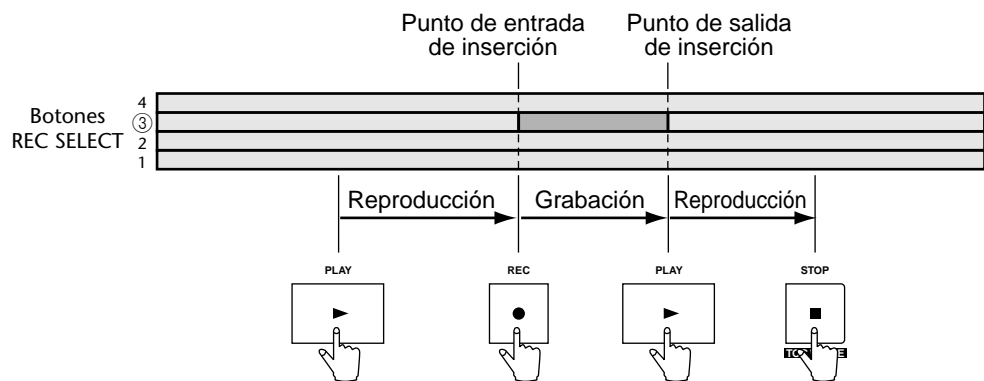 Punto de entrada
de inserción
Punto de salida
de inserción
Botones
REC SELECT
4
③
2
1
Reproducción
Grabación
Reproducción
PLAY
REC
PLAY
STOP